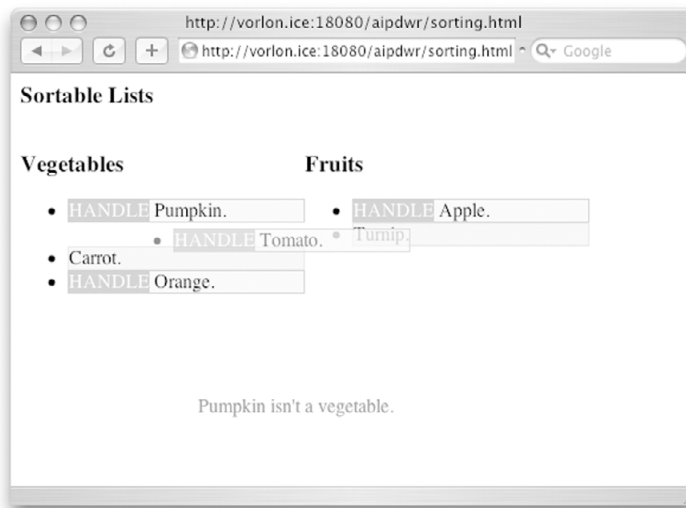 http://vorlon.ice:18080/aipdwr/sorting.html
http://vorlon.ice:18080/aipdwr/sorting.html
Google
Sortable Lists
Vegetables
Fruits
HANDLE Pumpkin.
HANDLE Apple.
HANDLE Tomato.
Turnip.
Carrot.
HANDLE Orange.
Pumpkin isn't a vegetable.